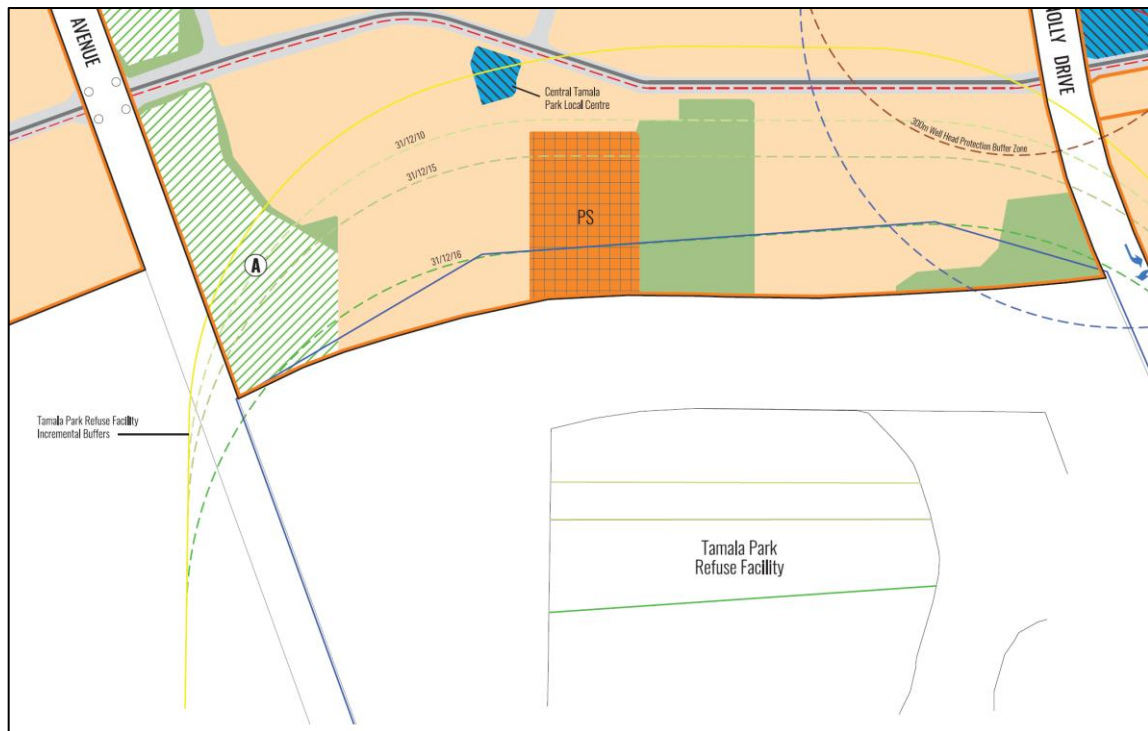 AVENUE
NOLLY DRIVE
Central Tamala
Park Local Centre
31/12/10
300m Well Head Protection Buffer Zone
31/12/15
PS
31/12/16
A
Tamala Park Refuse Facility
Incremental Buffers
Tamala Park
Refuse Facility